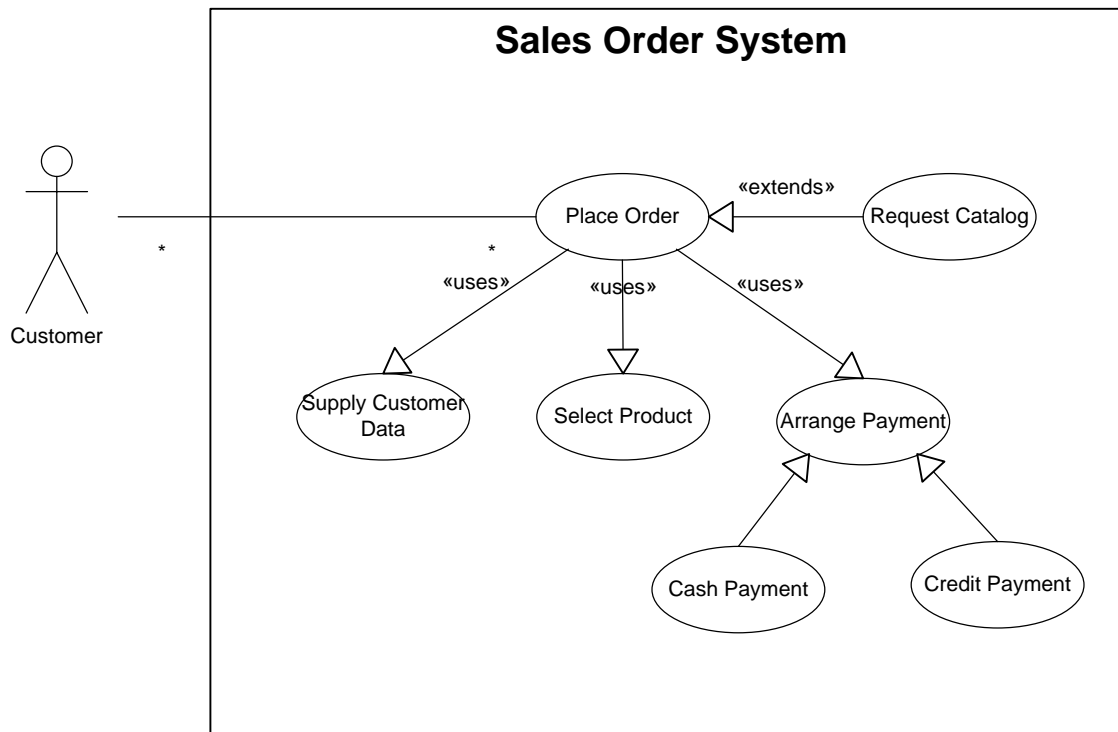 Sales Order System
«extends»
Place Order
Request Catalog
*
*
«uses»
«uses»
«uses»
Customer
Supply Customer
Data
Select Product
Arrange Payment
Cash Payment
Credit Payment